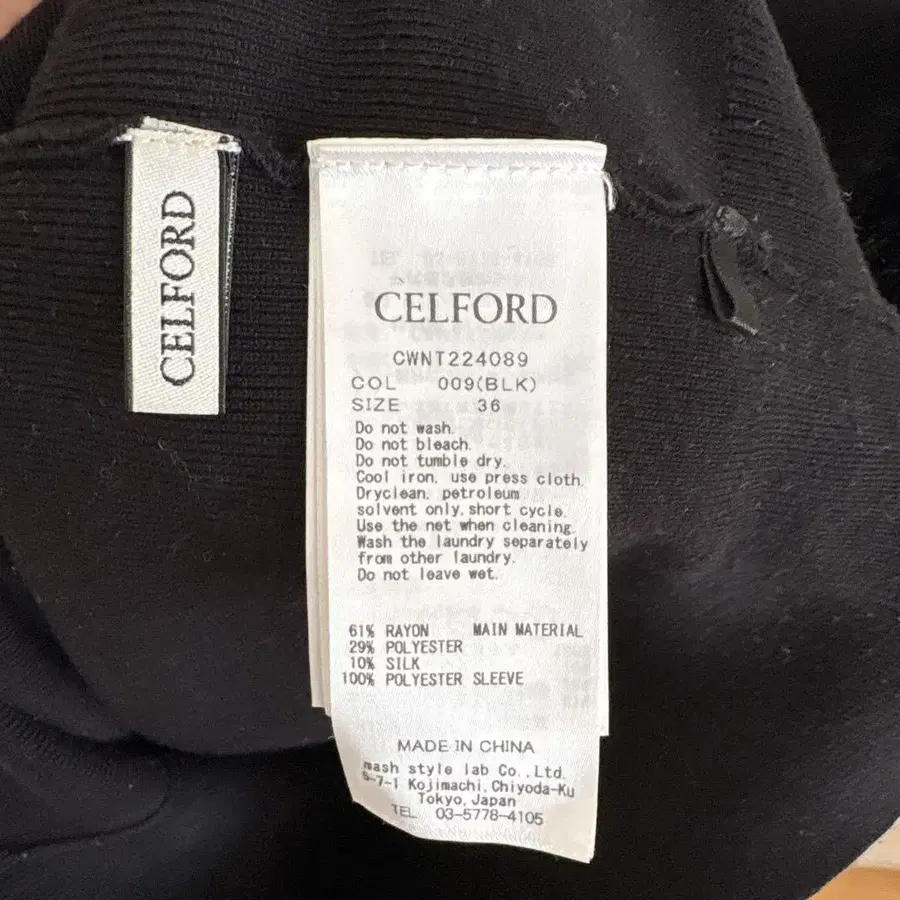 CELFORD
CELFORD
CWNT224089
COL 009(BLK)
SIZE 36
Do not wash.
Do not bleach.
Do not tumble dry.
Cool iron, use press cloth.
Dryclean, petroleum
solvent only, short cycle.
Use the net when cleaning.
Wash the laundry separately
from other laundry.
Do not leave wet.
61% RAYON MAIN MATERIAL
29% POLYESTER
10% SILK
100% POLYESTER SLEEVE
MADE IN CHINA
mash style lab Co.,Ltd.
5-7-1 Kojimachi, Chiyoda-Ku
Tokyo, Japan
TEL 03-5778-4105